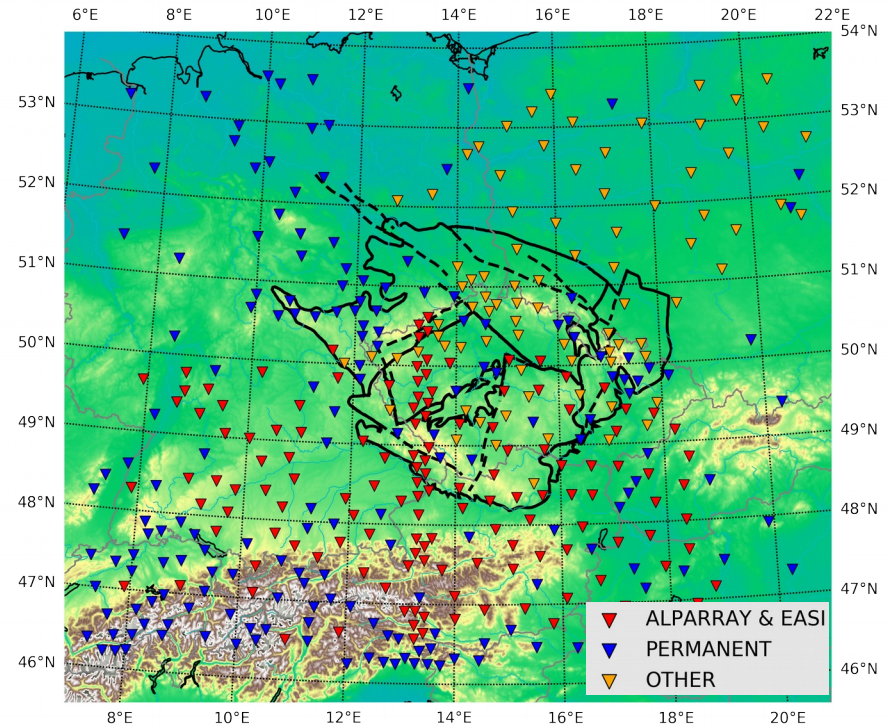 6°E 8°E 10°E 12°E 14°E 16°E 18°E 20°E 22°E
54°N
53°N 53°N
52°N 52°N
51°N 51°N
50°N 50°N
49°N 49°N
48°N 48°N
47°N 47°N
ALPARRAY & EASI
PERMANENT
46°N 46°N
OTHER
8°E 10°E 12°E 14°E 16°E 18°E 20°E